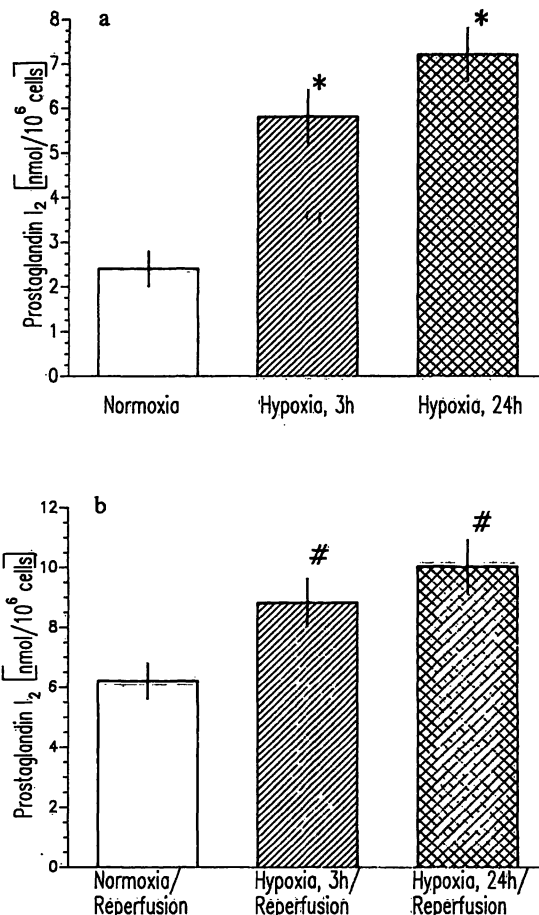 a
Prostaglandin I2 [nmol/10^6 cells]
8
7
6
5
4
3
2
1
0
*
*
Normoxia
Hypoxia, 3h
Hypoxia, 24h
b
Prostaglandin I2 [nmol/10^6 cells]
12
10
8
6
4
2
0
#
#
Normoxia/
Reperfusion
Hypoxia, 3h/
Reperfusion
Hypoxia, 24h/
Reperfusion